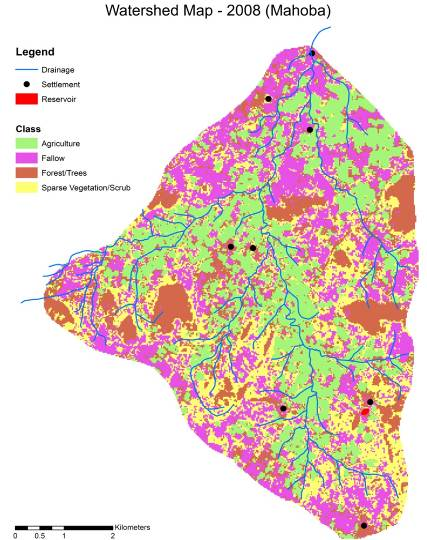 Watershed Map - 2008 (Mahoba)
Legend
Drainage
Settlement
Reservoir
Class
Agriculture
Fallow
Forest/Trees
Sparse Vegetation/Scrub
Kilometers
0 0.5 1 2